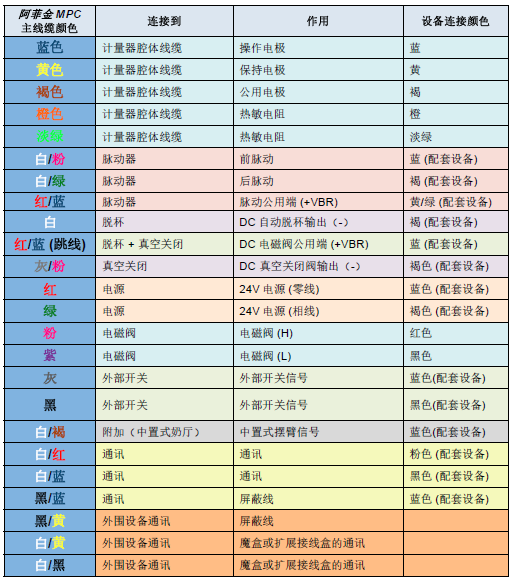 阿菲金 MPC 主线缆颜色 连接到 作用 设备连接颜色
蓝色 计量器腔体线缆 操作电极 蓝
黄色 计量器腔体线缆 保持电极 黄
褐色 计量器腔体线缆 公用电极 褐
橙色 计量器腔体线缆 热敏电阻 橙
淡绿 计量器腔体线缆 热敏电阻 淡绿
白/粉 脉动器 前脉动 蓝 (配套设备)
白/绿 脉动器 后脉动 褐 (配套设备)
红/蓝 脉动器 脉动公用端 (+VBR) 黄/绿 (配套设备)
白 脱杯 DC 自动脱杯输出（-） 褐 (配套设备)
红/蓝 (跳线) 脱杯 + 真空关闭 DC 电磁阀公用端 (+VBR) 蓝 (配套设备)
灰/粉 真空关闭 DC 真空关闭阀输出（-） 褐色 (配套设备)
红 电源 24V 电源 (零线) 蓝色 (配套设备)
绿 电源 24V 电源 (相线) 褐色 (配套设备)
粉 电磁阀 电磁阀 (H) 红色
紫 电磁阀 电磁阀 (L) 黑色
灰 外部开关 外部开关信号 蓝色(配套设备)
黑 外部开关 外部开关信号 黑色(配套设备)
白/褐 附加（中置式奶厅） 中置式摆臂信号 蓝色(配套设备)
白/红 通讯 通讯 粉色 (配套设备)
白/蓝 通讯 通讯 黑色 (配套设备)
黑/蓝 通讯 屏蔽线 蓝色 (配套设备)
黑/黄 外围设备通讯 屏蔽线
白/黄 外围设备通讯 魔盒或扩展接线盒的通讯
白/黑 外围设备通讯 魔盒或扩展接线盒的通讯